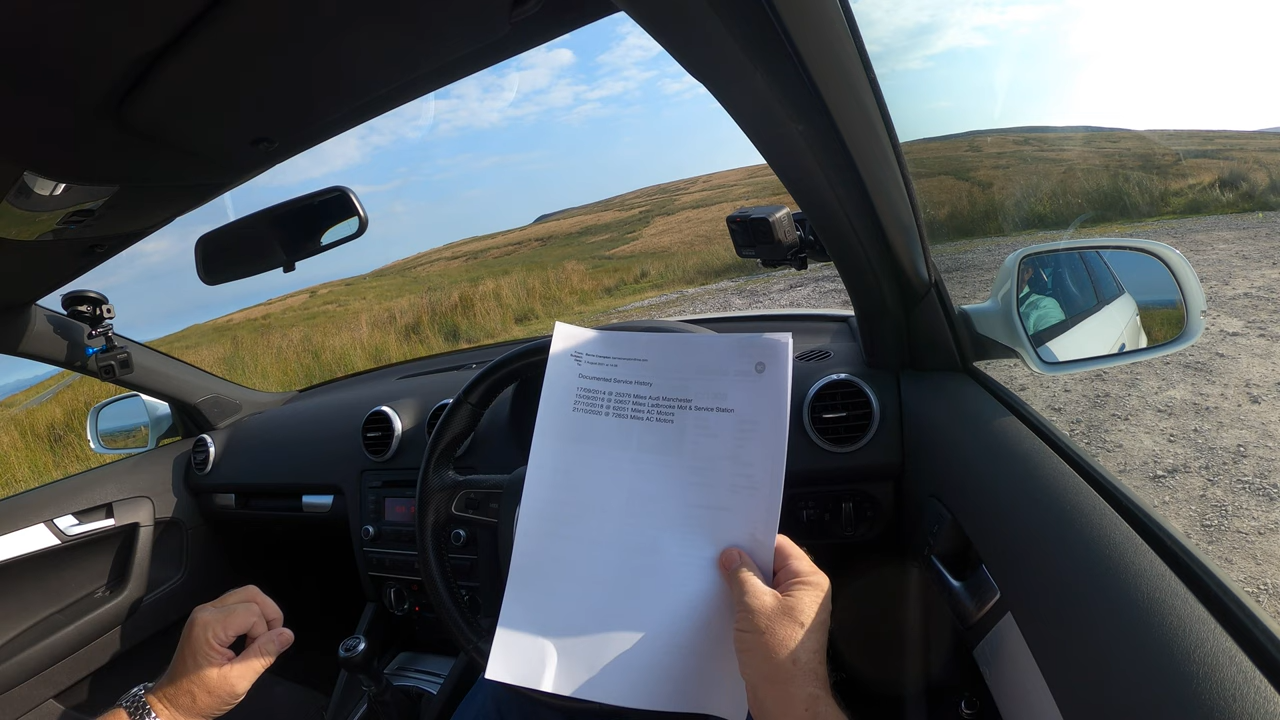 Documented Service History
17/09/2014 @ 25376 Miles Audi Manchester
15/09/2016 @ 50657 Miles Ladbrooke Mot & Service Station
27/10/2018 @ 62051 Miles AC Motors
21/10/2020 @ 72653 Miles AC Motors